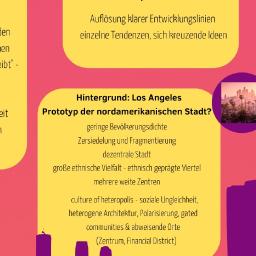 Auflösung klarer Entwicklungslinien
einzelne Tendenzen, sich kreuzende Ideen
Hintergrund: Los Angeles
Prototyp der nordamerikanischen Stadt?
geringe Bevölkerungsdichte
Zersiedelung und Fragmentierung
dezentrale Stadt
große ethnische Vielfalt - ethnisch geprägte Viertel
mehrere weite Zentren
culture of heteropolis - soziale Ungleichheit,
heterogene Architektur, Polarisierung, gated
communities & abweisende Orte
(Zentrum, Financial District)